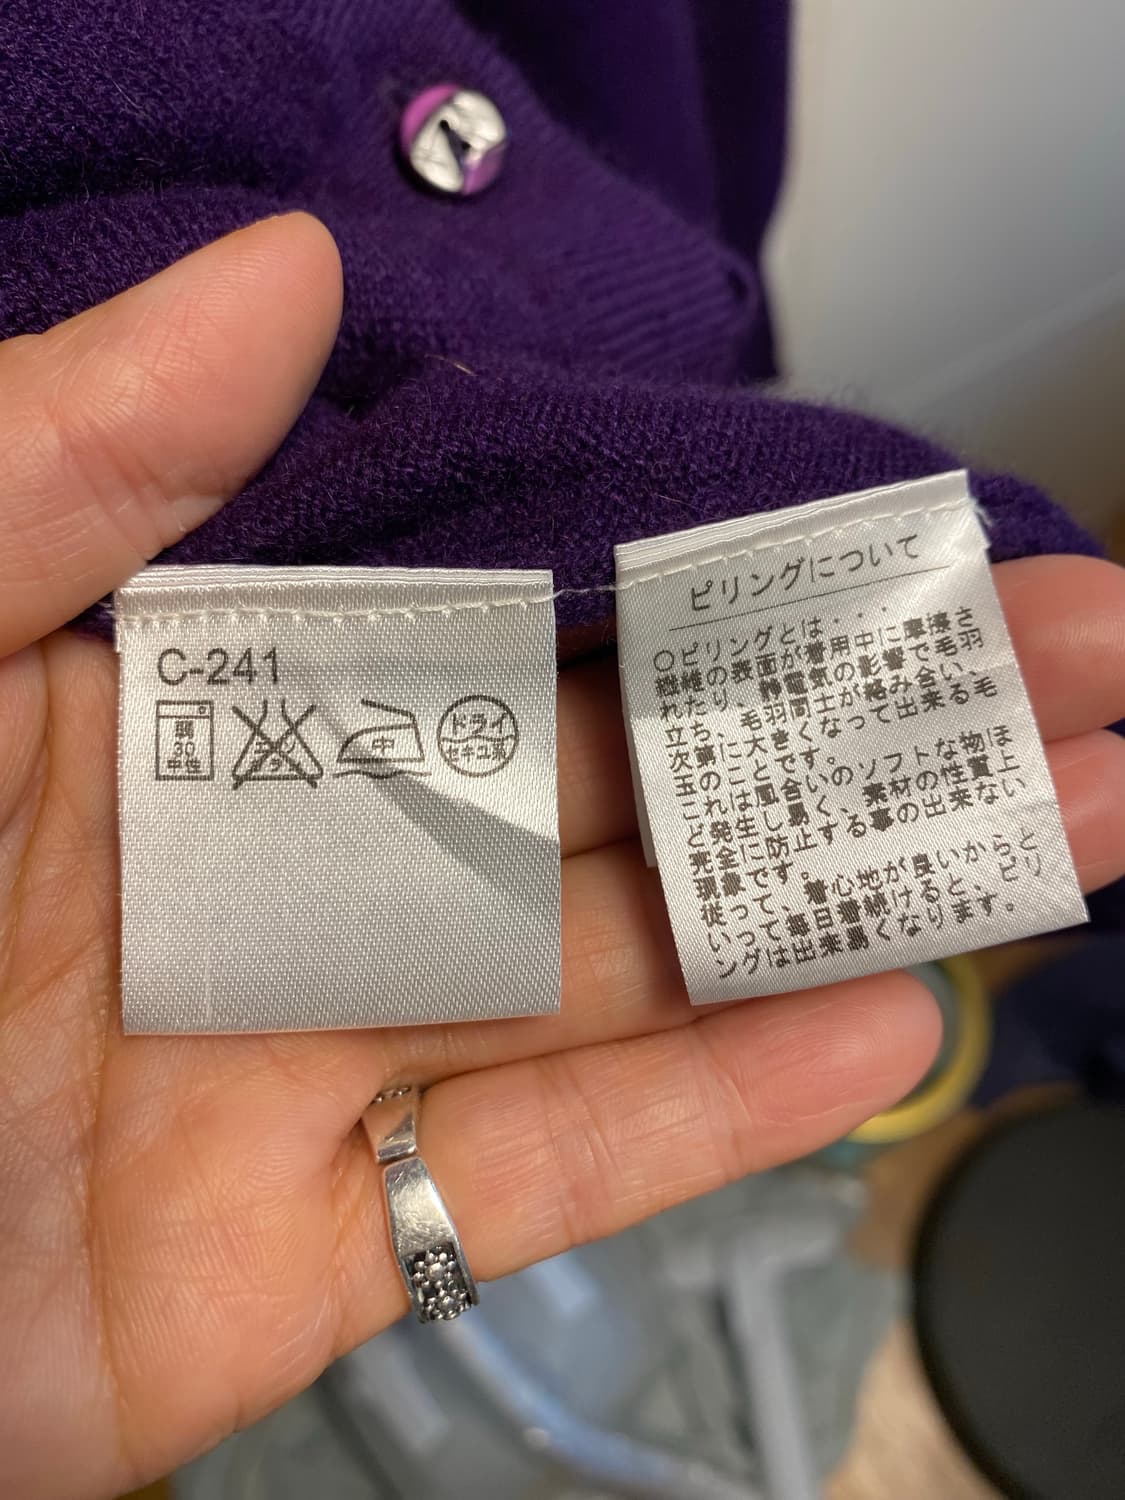 C-241
弱
30
中性
中
ドライ
セキユ系
ピリングについて
〇ピリングとは・・・
繊維の表面が着用中に摩擦さ
れたり、静電気の影響で毛羽
立ち、毛羽同士が絡み合い、
次第に大きくなって出来る毛
玉のことです。
これは風合いのソフトな物ほ
ど発生し易く、素材の性質上
完全に防止する事の出来ない
現象です。
従って、着心地が良いからと
いって毎日着続けると、ピリ
ングは出来易くなります。